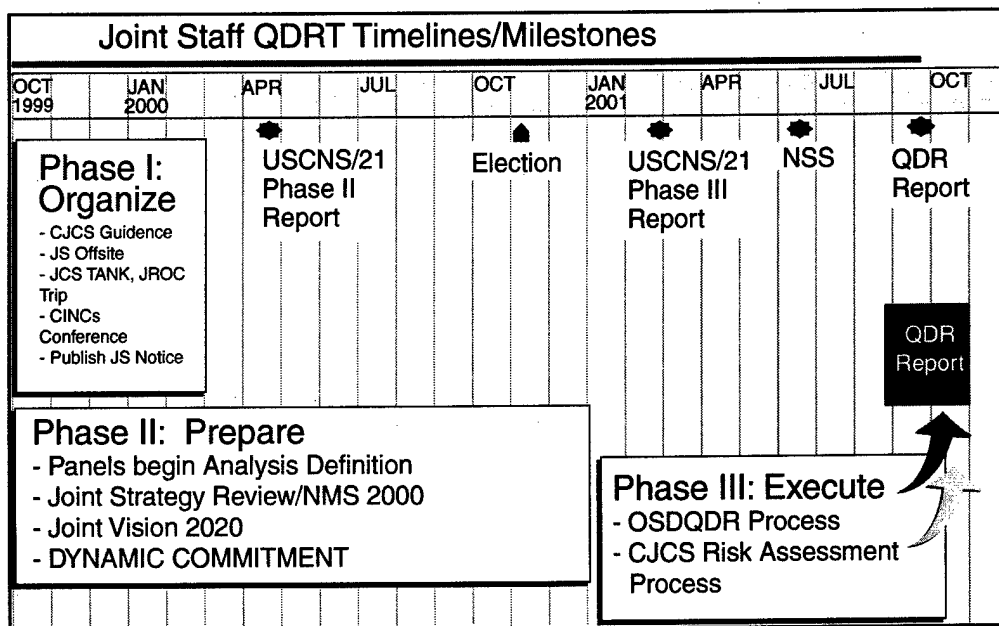 Joint Staff QDRT Timelines/Milestones
OCT
1999
JAN
2000
APR
JUL
OCT
JAN
2001
APR
JUL
OCT
USCNS/21
Phase II
Report
Election
USCNS/21
Phase III
Report
NSS
QDR
Report
Phase I:
Organize
- CJCS Guidence
- JS Offsite
- JCS TANK, JROC
Trip
- CINCs
Conference
- Publish JS Notice
QDR
Report
Phase II: Prepare
- Panels begin Analysis Definition
- Joint Strategy Review/NMS 2000
- Joint Vision 2020
- DYNAMIC COMMITMENT
Phase III: Execute
- OSDQDR Process
- CJCS Risk Assessment
Process